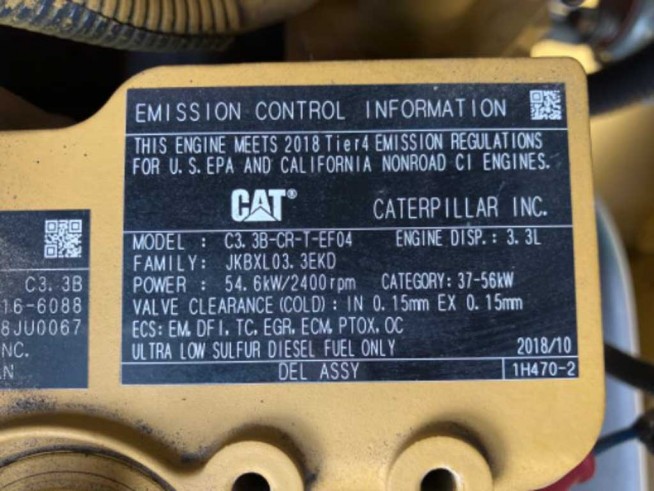 EMISSION CONTROL INFORMATION
THIS ENGINE MEETS 2018 Tier4 EMISSION REGULATIONS
FOR U.S. EPA AND CALIFORNIA NONROAD CI ENGINES.
CAT® CATERPILLAR INC.
MODEL : C3.3B-CR-T-EF04 ENGINE DISP.: 3.3L
FAMILY: JKBXL03.3EKD
POWER : 54.6kW/2400rpm CATEGORY: 37-56kW
VALVE CLEARANCE (COLD) : IN 0.15mm EX 0.15mm
ECS: EM, DFI, TC, EGR, ECM, PTOX, OC
ULTRA LOW SULFUR DIESEL FUEL ONLY 2018/10
DEL ASSY 1H470-2
C3.3B
16-6088
8JU0067
NC.
AN